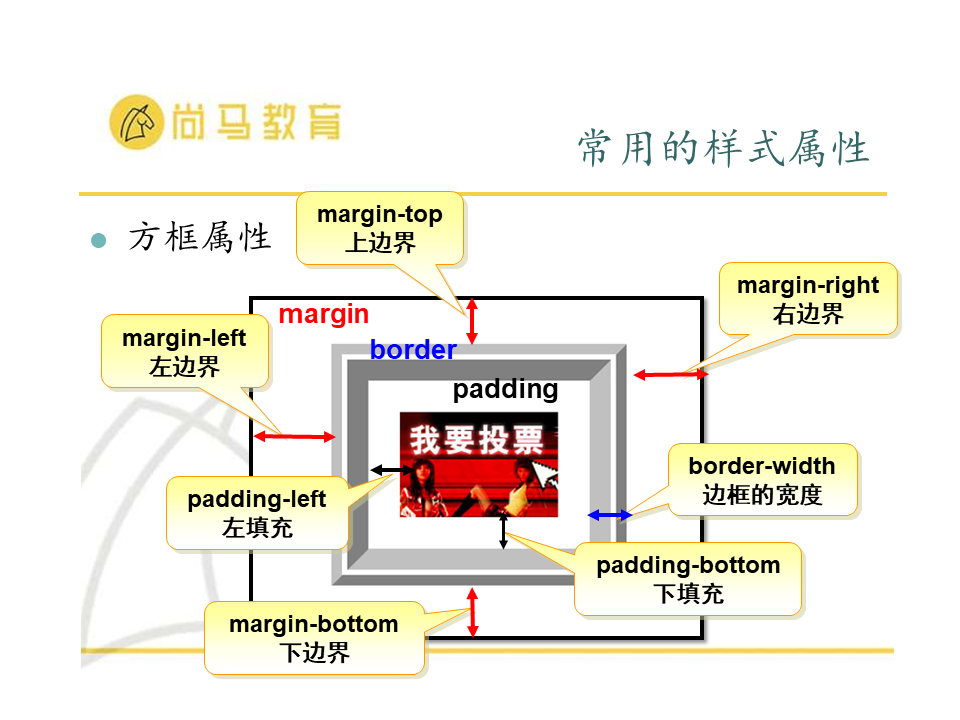 尚马教育
常用的样式属性
方框属性
margin-top
上边界
margin-right
右边界
margin
margin-left
左边界
border
padding
我要投票
border-width
边框的宽度
padding-left
左填充
padding-bottom
下填充
margin-bottom
下边界